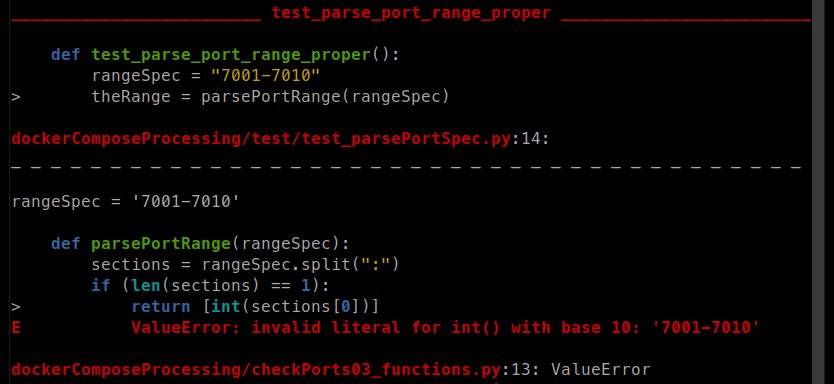 _________________________ test_parse_port_range_proper _________________________
    def test_parse_port_range_proper():
        rangeSpec = "7001-7010"
>       theRange = parsePortRange(rangeSpec)
dockerComposeProcessing/test/test_parsePortSpec.py:14:
_ _ _ _ _ _ _ _ _ _ _ _ _ _ _ _ _ _ _ _ _ _ _ _ _ _ _ _ _ _ _ _ _ _ _ _ _ _ _ _
rangeSpec = '7001-7010'
    def parsePortRange(rangeSpec):
        sections = rangeSpec.split(":")
        if (len(sections) == 1):
>           return [int(sections[0])]
E           ValueError: invalid literal for int() with base 10: '7001-7010'
dockerComposeProcessing/checkPorts03_functions.py:13: ValueError